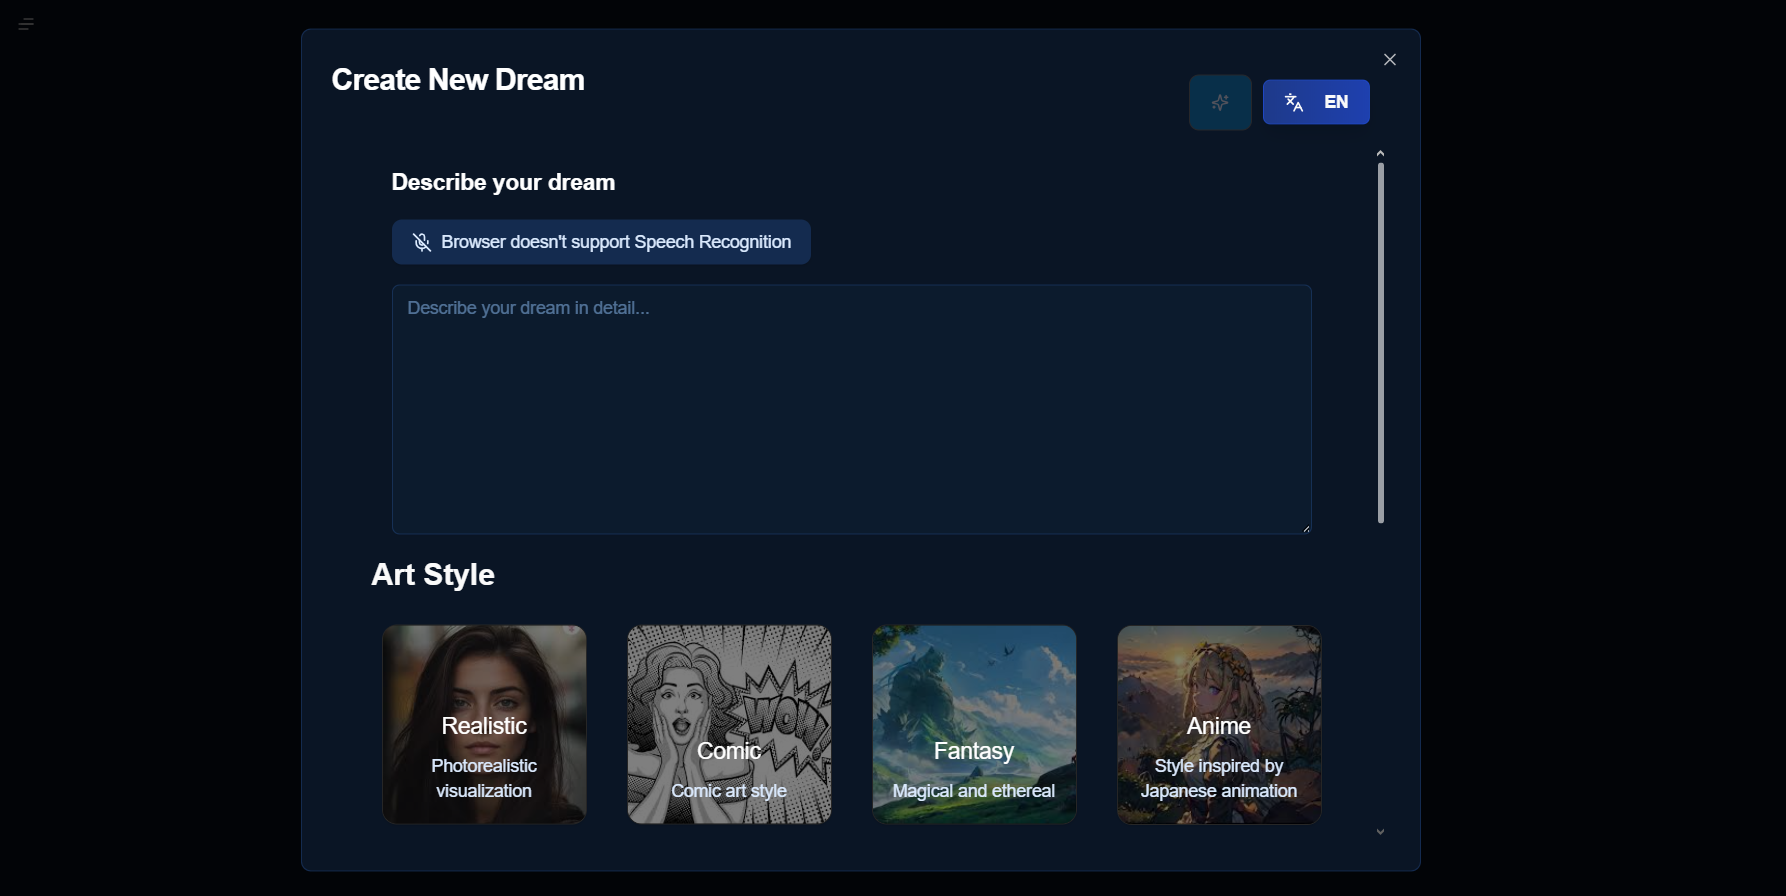 Create New Dream
EN
Describe your dream
Browser doesn't support Speech Recognition
Describe your dream in detail...
Art Style
Realistic
Photorealistic
visualization
WOW
Comic
Comic art style
Fantasy
Magical and ethereal
Anime
Style inspired by
Japanese animation